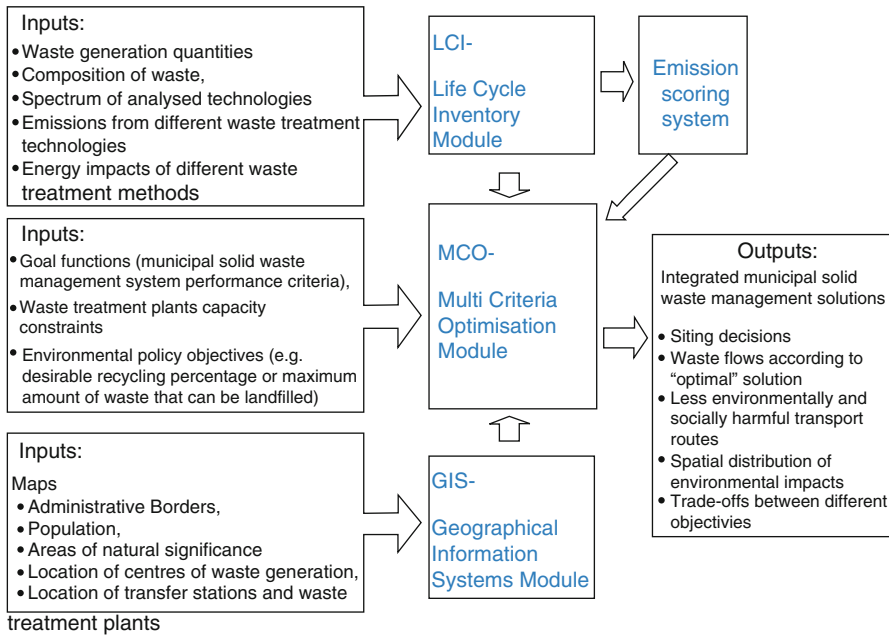 Inputs:
• Waste generation quantities
• Composition of waste,
• Spectrum of analysed technologies
• Emissions from different waste treatment
technologies
• Energy impacts of different waste
treatment methods
LCI-
Life Cycle
Inventory
Module
Emission
scoring
system
Inputs:
• Goal functions (municipal solid waste
management system performance criteria),
• Waste treatment plants capacity
constraints
• Environmental policy objectives (e.g.
desirable recycling percentage or maximum
amount of waste that can be landfilled)
MCO-
Multi Criteria
Optimisation
Module
Outputs:
Integrated municipal solid
waste management solutions
• Siting decisions
• Waste flows according to
“optimal” solution
• Less environmentally and
socially harmful transport
routes
• Spatial distribution of
environmental impacts
• Trade-offs between different
objectivies
Inputs:
Maps
• Administrative Borders,
• Population,
• Areas of natural significance
• Location of centres of waste generation,
• Location of transfer stations and waste
treatment plants
GIS-
Geographical
Information
Systems Module